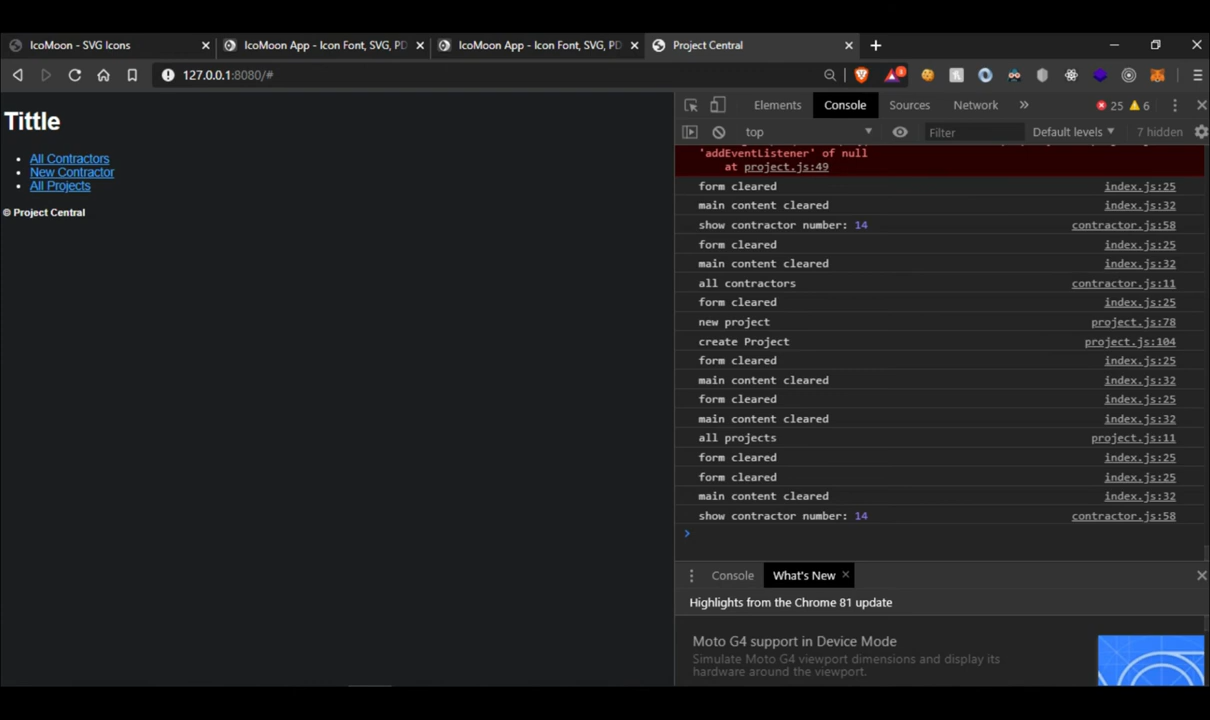 IcoMoon - SVG Icons
IcoMoon App - Icon Font, SVG, PD
IcoMoon App - Icon Font, SVG, PD
Project Central
127.0.0.1:8080/#
3
Tittle
All Contractors
New Contractor
All Projects
© Project Central
Elements Console Sources Network » 25 6
top Filter Default levels 7 hidden
'addEventListener' of null
at project.js:49
form cleared index.js:25
main content cleared index.js:32
show contractor number: 14 contractor.js:58
form cleared index.js:25
main content cleared index.js:32
all contractors contractor.js:11
form cleared index.js:25
new project project.js:78
create Project project.js:104
form cleared index.js:25
main content cleared index.js:32
form cleared index.js:25
main content cleared index.js:32
all projects project.js:11
form cleared index.js:25
form cleared index.js:25
main content cleared index.js:32
show contractor number: 14 contractor.js:58
Console What's New
Highlights from the Chrome 81 update
Moto G4 support in Device Mode
Simulate Moto G4 viewport dimensions and display its
hardware around the viewport.